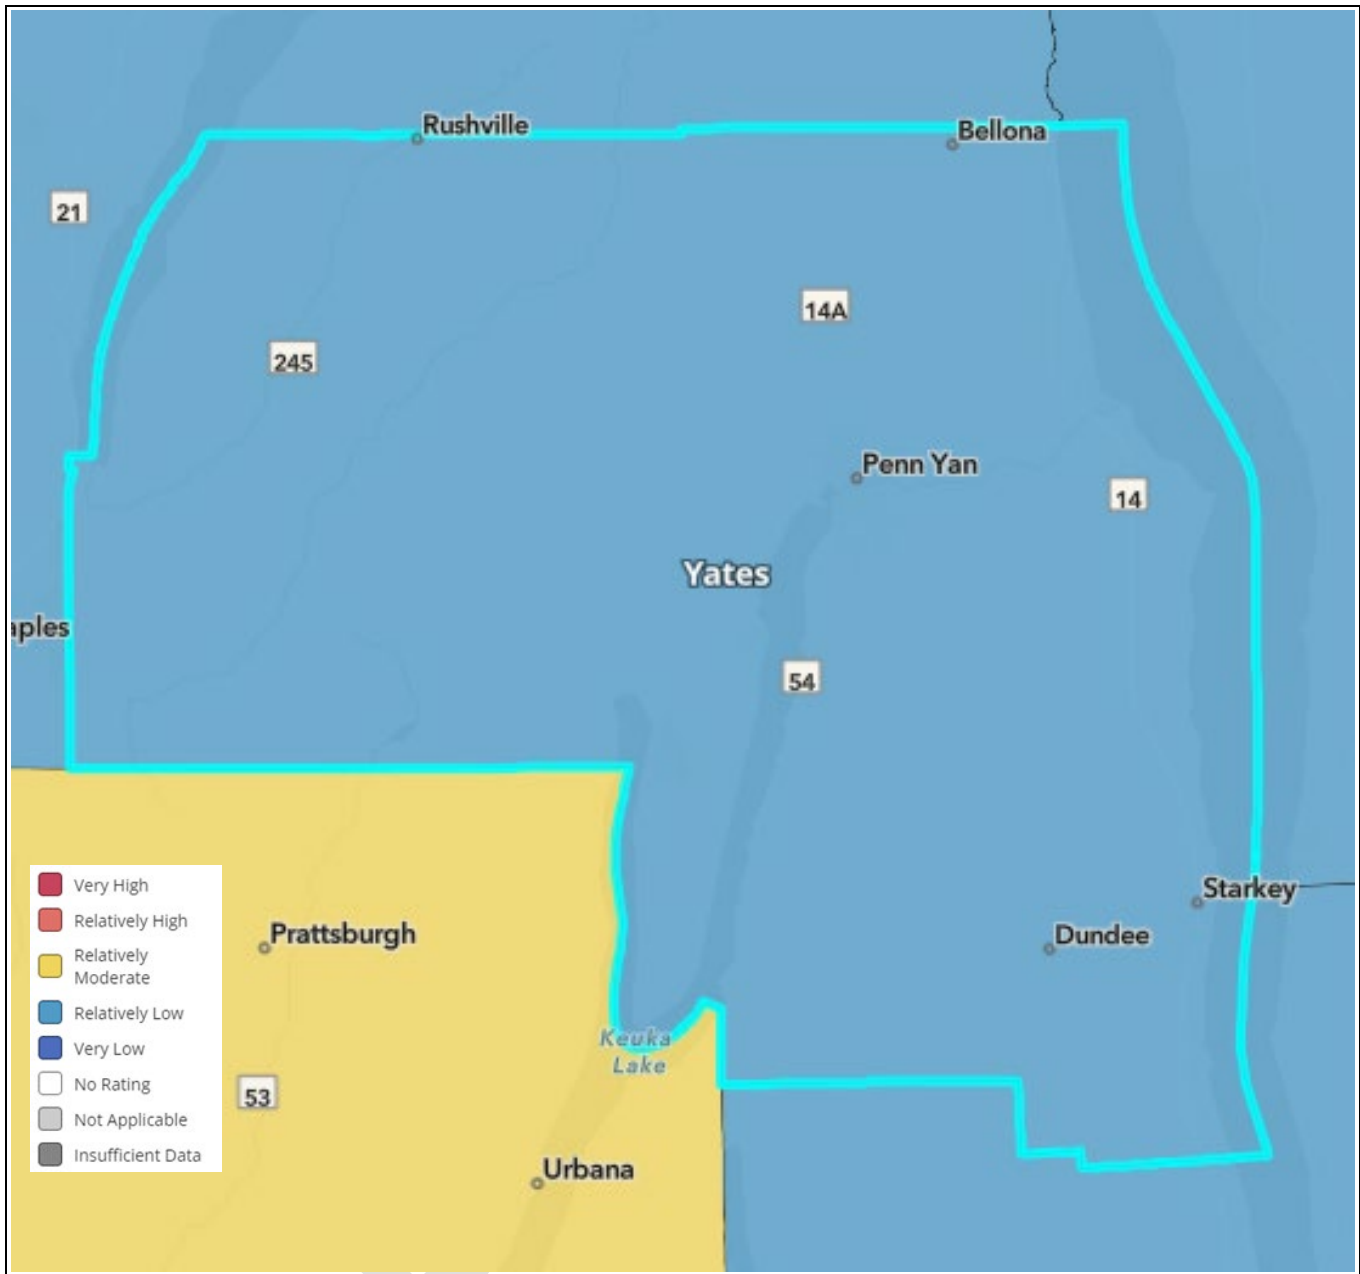 Rushville
Bellona
21
14A
245
Penn Yan
14
Yates
aples
54
Starkey
Prattsburgh
Dundee
Keuka
Lake
53
Urbana
Very High
Relatively High
Relatively
Moderate
Relatively Low
Very Low
No Rating
Not Applicable
Insufficient Data